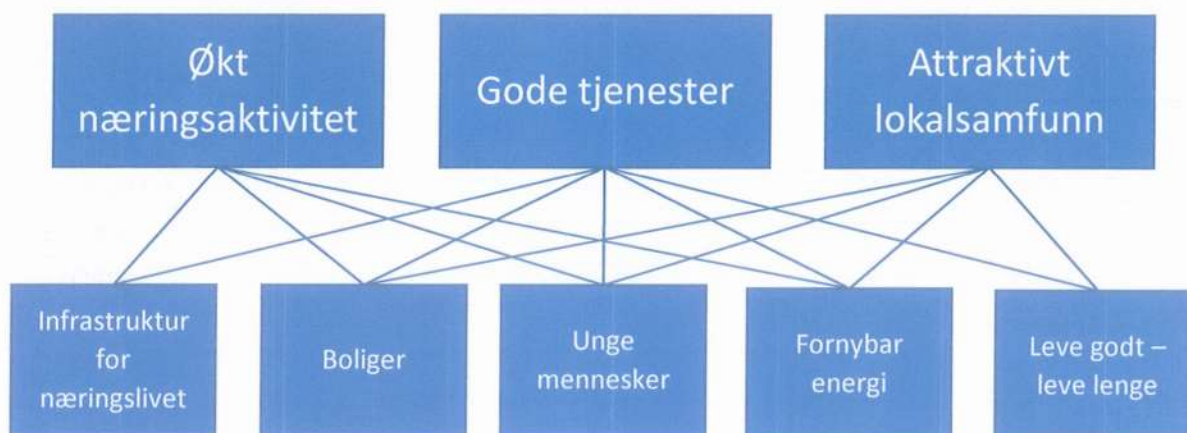 Økt
næringsaktivitet
Gode tjenester
Attraktivt
lokalsamfunn
Infrastruktur
for
næringslivet
Boliger
Unge
mennesker
Fornybar
energi
Leve godt –
leve lenge